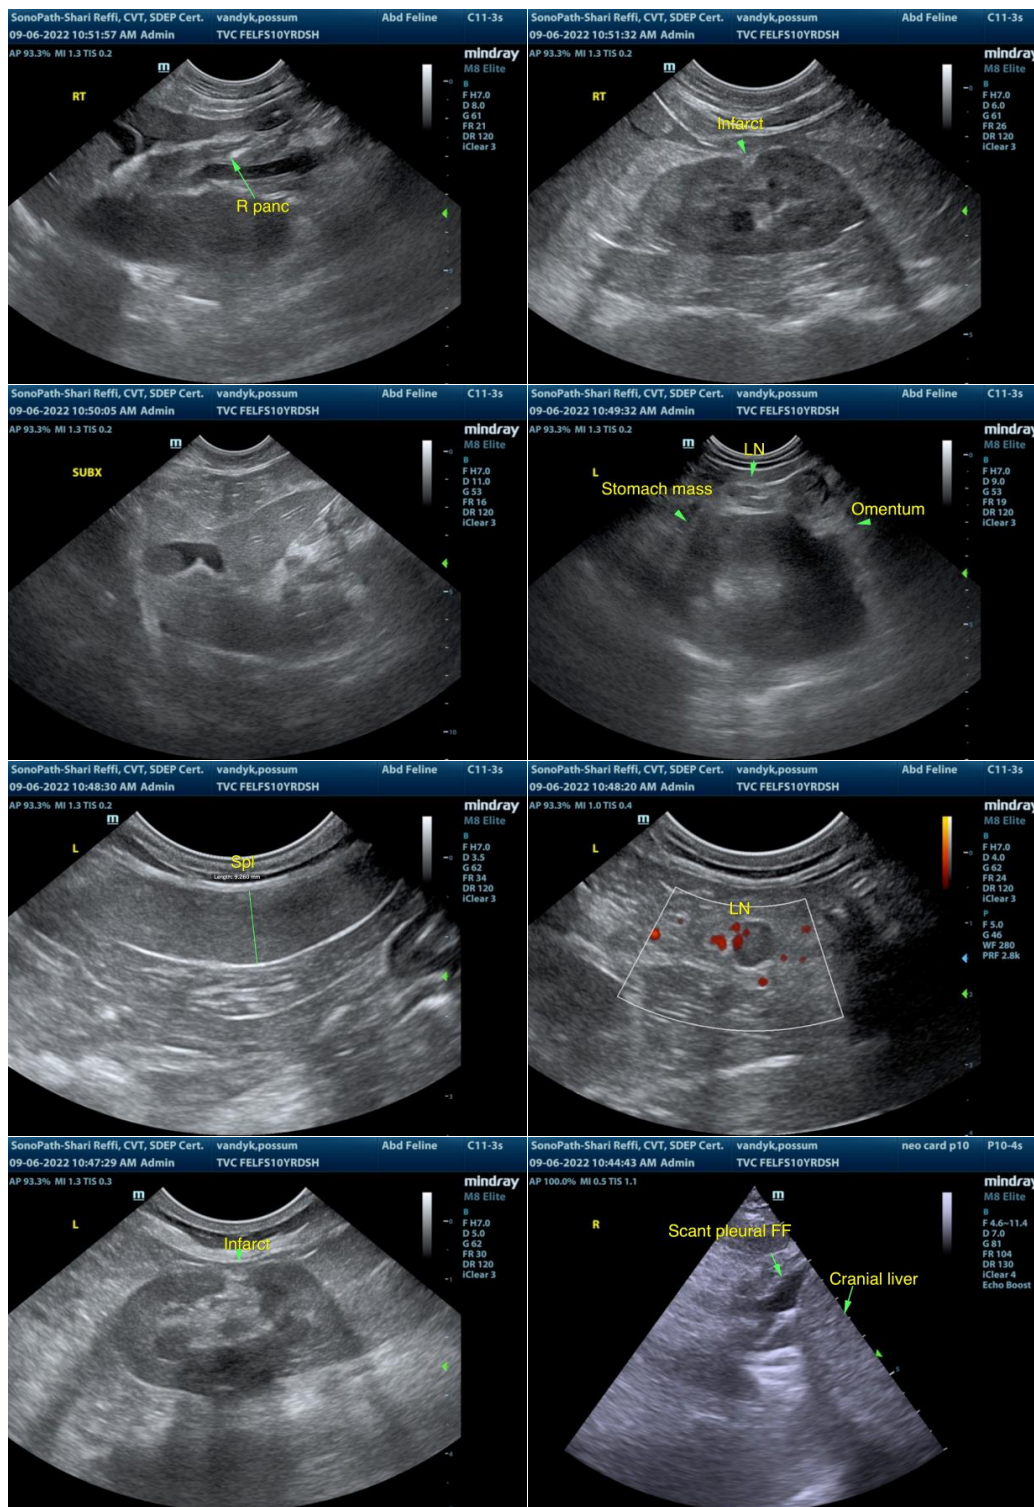 SonoPath-Shari Reffi, CVT, SDEP Cert. vandyk,possum Abd Feline C11-3s
09-06-2022 10:51:57 AM Admin TVC FELFS10YRDSH
AP 93.3% MI 1.3 TIS 0.2
mindray
M8 Elite
m
RT
B
F H7.0
D 8.0
G 61
FR 21
DR 120
iClear 3
R panc
SonoPath-Shari Reffi, CVT, SDEP Cert. vandyk,possum Abd Feline C11-3s
09-06-2022 10:51:32 AM Admin TVC FELFS10YRDSH
AP 93.3% MI 1.3 TIS 0.2
mindray
M8 Elite
m
RT
B
F H7.0
D 6.0
G 61
FR 26
DR 120
iClear 3
Infarct
SonoPath-Shari Reffi, CVT, SDEP Cert. vandyk,possum Abd Feline C11-3s
09-06-2022 10:50:05 AM Admin TVC FELFS10YRDSH
AP 93.3% MI 1.3 TIS 0.2
mindray
M8 Elite
m
SUBX
B
F H7.0
D 11.0
G 53
FR 16
DR 120
iClear 3
5
10
SonoPath-Shari Reffi, CVT, SDEP Cert. vandyk,possum Abd Feline C11-3s
09-06-2022 10:49:32 AM Admin TVC FELFS10YRDSH
AP 93.3% MI 1.3 TIS 0.2
mindray
M8 Elite
m
L
B
F H7.0
D 9.0
G 53
FR 19
DR 120
iClear 3
LN
Stomach mass
Omentum
SonoPath-Shari Reffi, CVT, SDEP Cert. vandyk,possum Abd Feline C11-3s
09-06-2022 10:48:30 AM Admin TVC FELFS10YRDSH
AP 93.3% MI 1.3 TIS 0.2
mindray
M8 Elite
m
L
B
F H7.0
D 3.5
G 62
FR 34
DR 120
iClear 3
Spl
SonoPath-Shari Reffi, CVT, SDEP Cert. vandyk,possum Abd Feline C11-3s
09-06-2022 10:48:20 AM Admin TVC FELFS10YRDSH
AP 93.3% MI 1.0 TIS 0.4
mindray
M8 Elite
m
L
B
F H7.0
D 4.0
G 62
FR 24
DR 120
iClear 3
F
F 5.0
G 46
WF 280
PRF 2.8k
LN
SonoPath-Shari Reffi, CVT, SDEP Cert. vandyk,possum Abd Feline C11-3s
09-06-2022 10:47:29 AM Admin TVC FELFS10YRDSH
AP 93.3% MI 1.3 TIS 0.3
mindray
M8 Elite
m
L
B
F H7.0
D 5.0
G 62
FR 30
DR 120
iClear 3
Infarct
SonoPath-Shari Reffi, CVT, SDEP Cert. vandyk,possum neo card p10 P10-4s
09-06-2022 10:44:43 AM Admin TVC FELFS10YRDSH
AP 100.0% MI 0.5 TIS 1.1
mindray
M8 Elite
m
R
B
F 4.6~11.4
D 7.0
G 81
FR 104
DR 130
iClear 4
Echo Boost
Scant pleural FF
Cranial liver